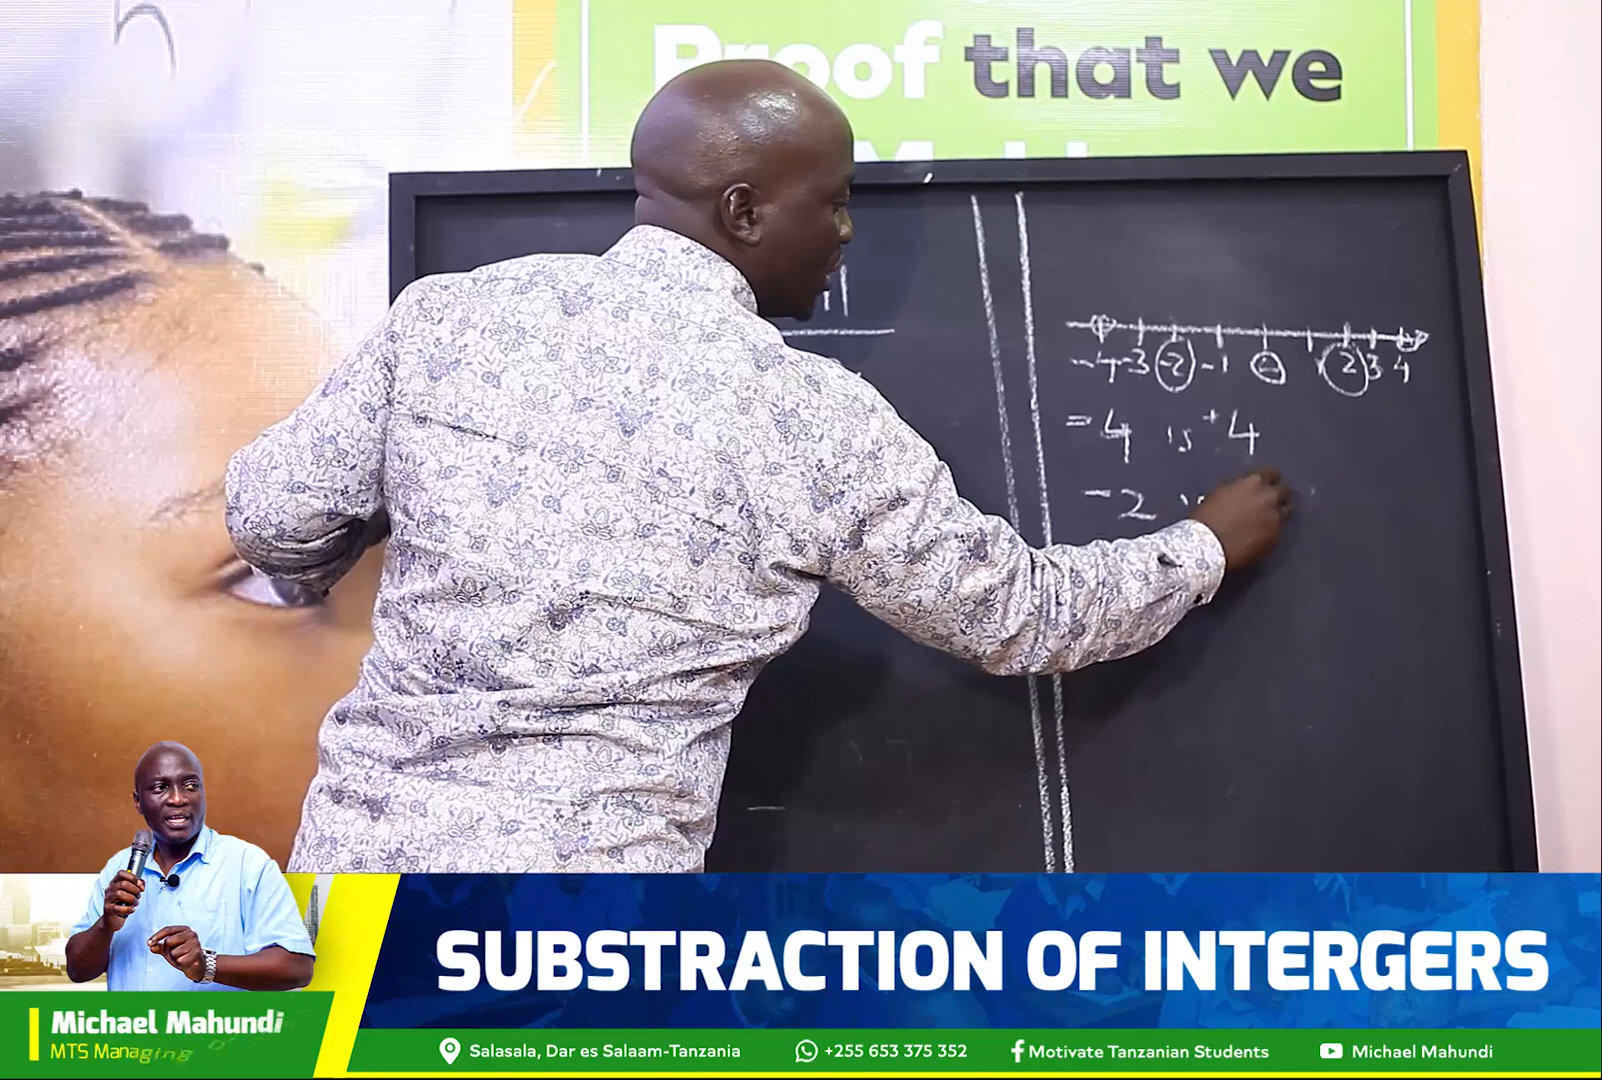 Proof that we
-4 -3 -2 -1 0 2 3 4
-4 is +4
-2
SUBSTRACTION OF INTERGERS
Michael Mahundi
MTS Managing
Salasala, Dar es Salaam-Tanzania
+255 653 375 352
Motivate Tanzanian Students
Michael Mahundi